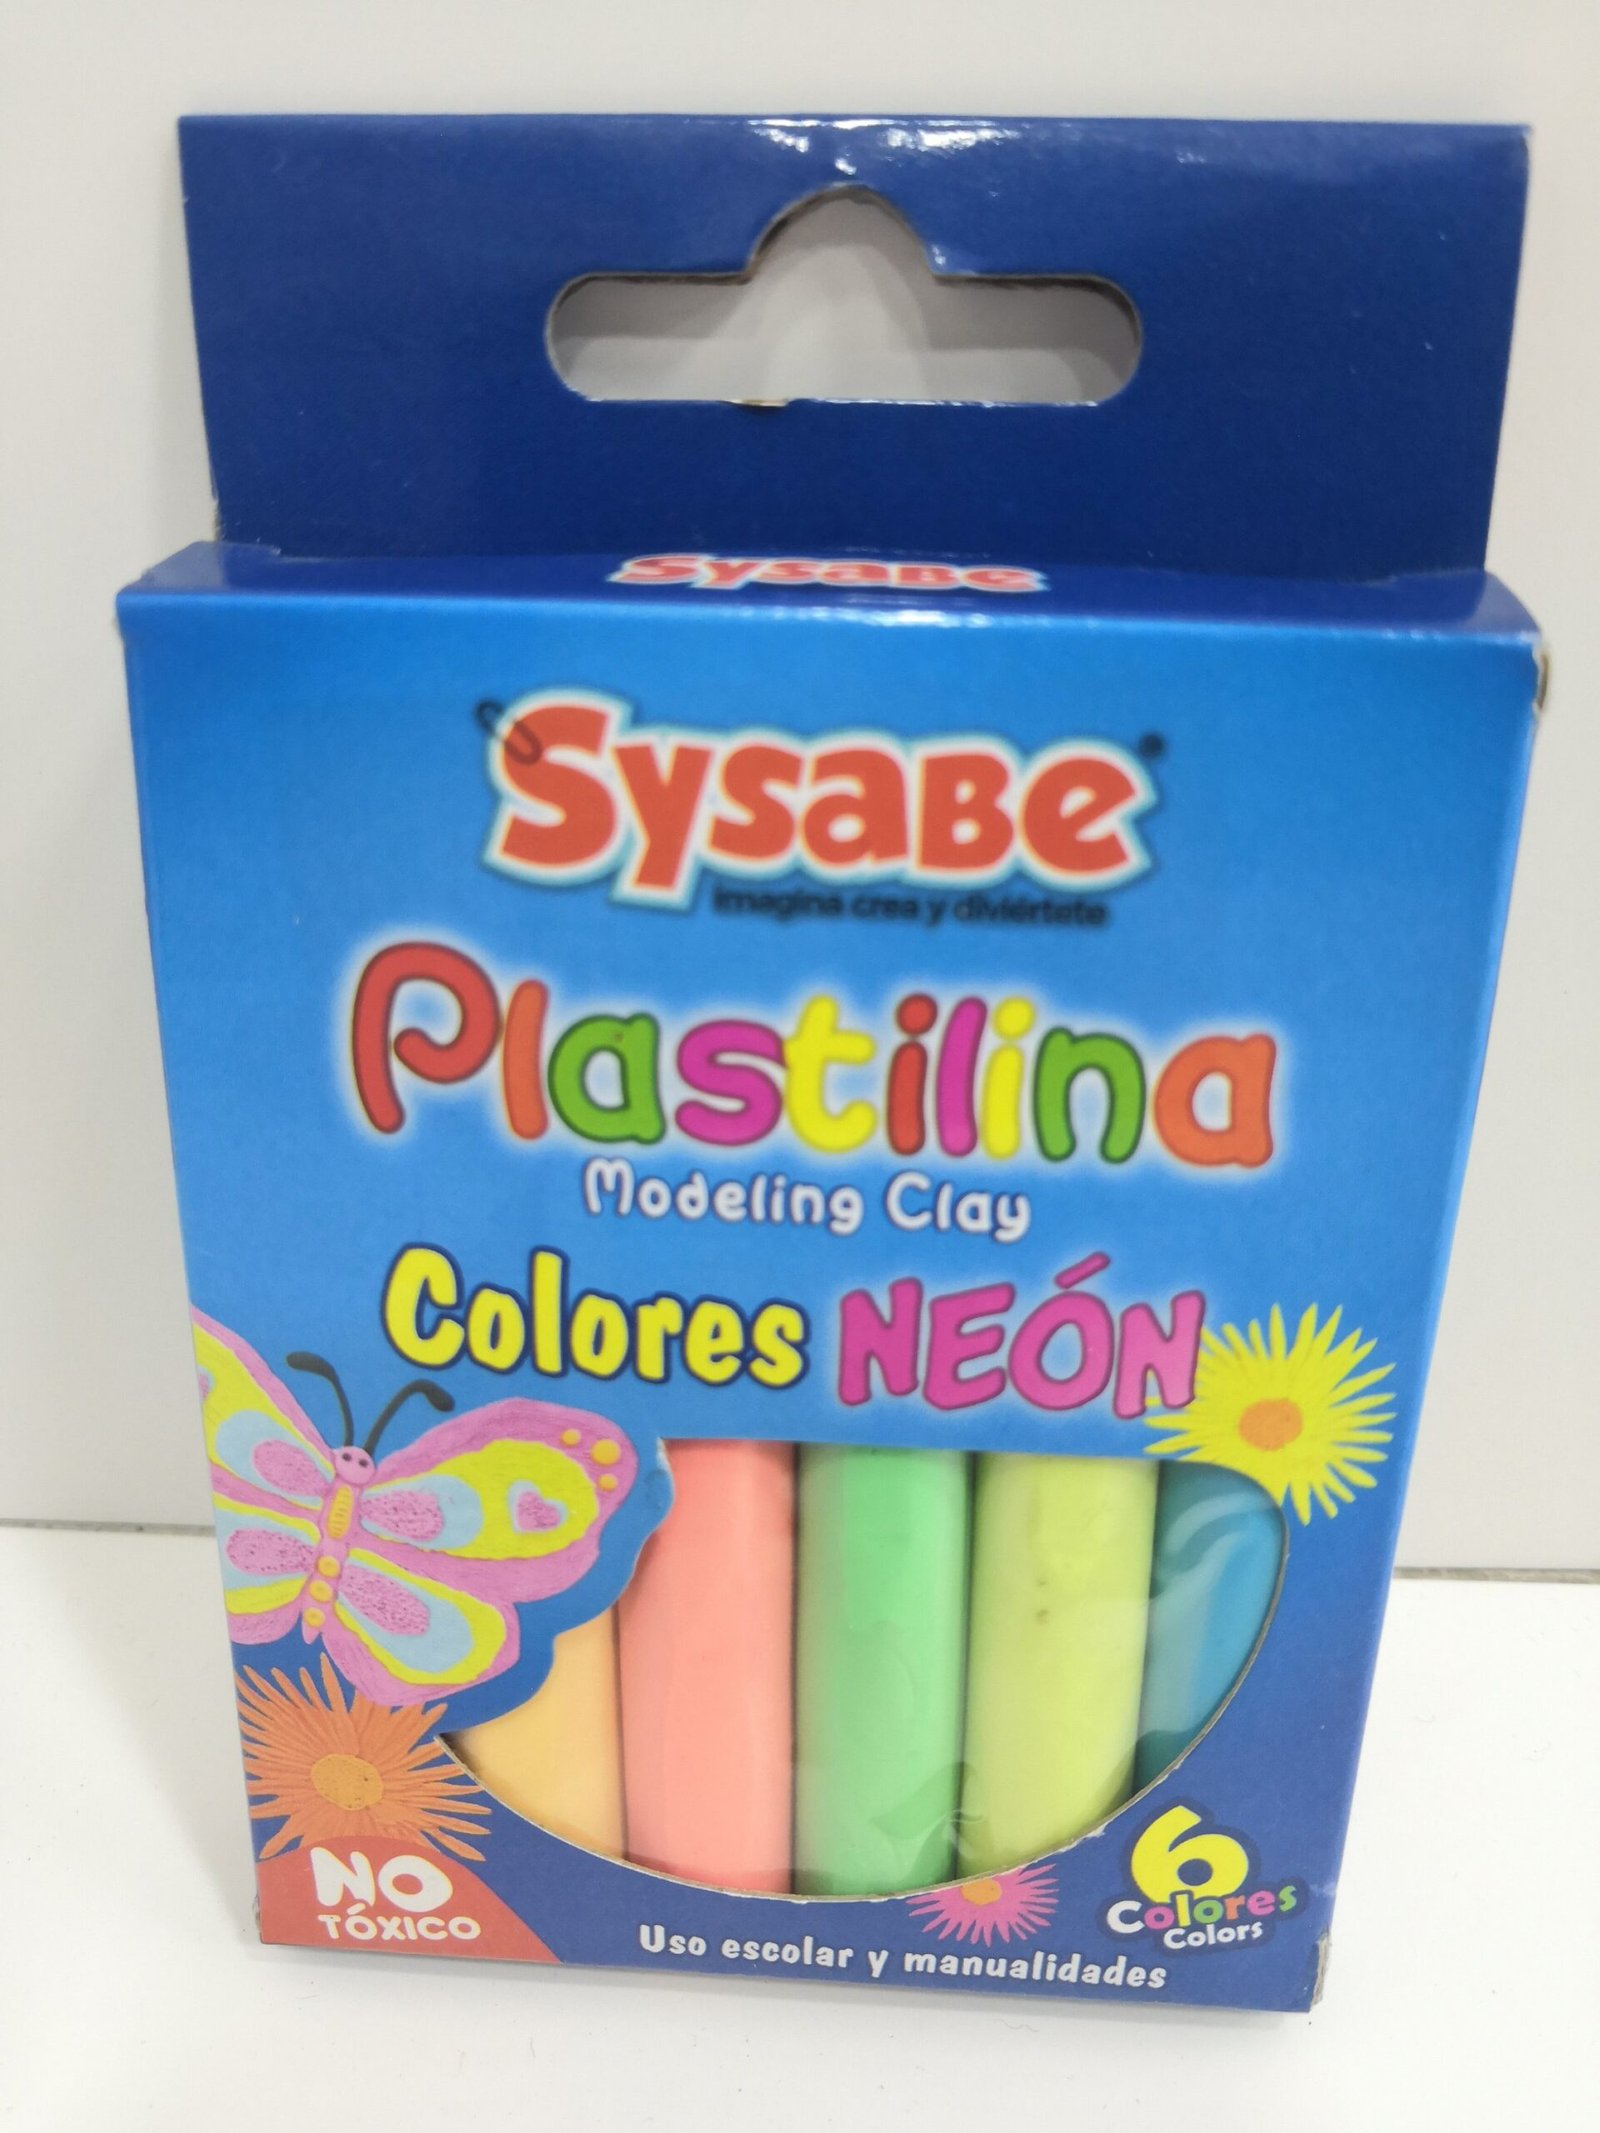 Sysabe
Sysabe®
imagina crea y diviértete
Plastilina
Modeling Clay
Colores NEÓN
NO
TÓXICO
Uso escolar y manualidades
6
Colores
Colors